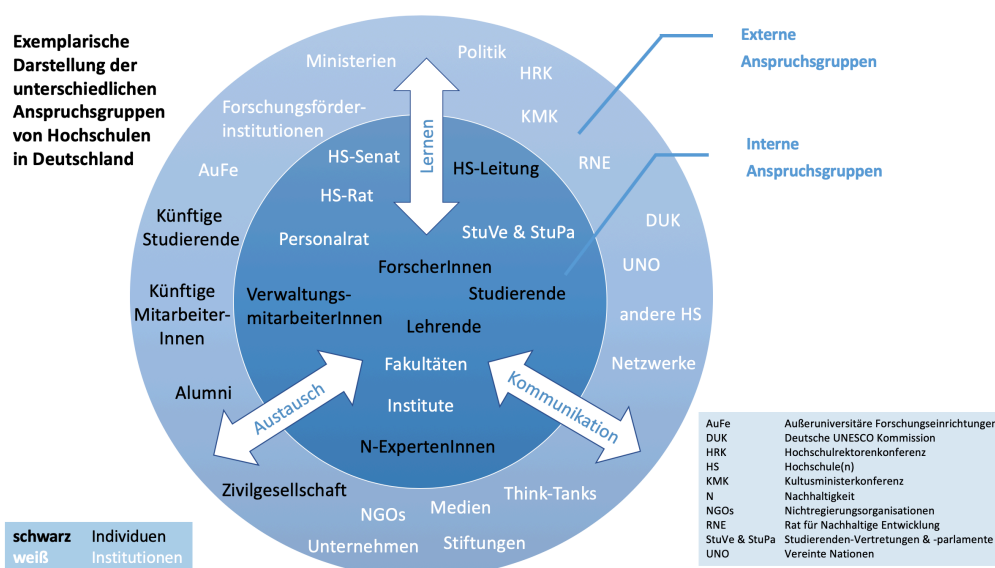 Exemplarische
Darstellung der
unterschiedlichen
Anspruchsgruppen
von Hochschulen
in Deutschland
Externe
Anspruchsgruppen
Interne
Anspruchsgruppen
Ministerien
Politik
HRK
KMK
RNE
DUK
UNO
andere HS
Netzwerke
Forschungsförder-
institutionen
AuFe
Künftige
Studierende
Künftige
Mitarbeiter-
Innen
Alumni
Zivilgesellschaft
NGOs
Medien
Think-Tanks
Unternehmen
Stiftungen
Lernen
Austausch
Kommunikation
HS-Senat
HS-Leitung
HS-Rat
Personalrat
StuVe & StuPa
ForscherInnen
Studierende
Verwaltungs-
mitarbeiterInnen
Lehrende
Fakultäten
Institute
N-ExpertenInnen
schwarz Individuen
weiß Institutionen
AuFe Außeruniversitäre Forschungseinrichtungen
DUK Deutsche UNESCO Kommission
HRK Hochschulrektorenkonferenz
HS Hochschule(n)
KMK Kultusministerkonferenz
N Nachhaltigkeit
NGOs Nichtregierungsorganisationen
RNE Rat für Nachhaltige Entwicklung
StuVe & StuPa Studierenden-Vertretungen & -parlamente
UNO Vereinte Nationen